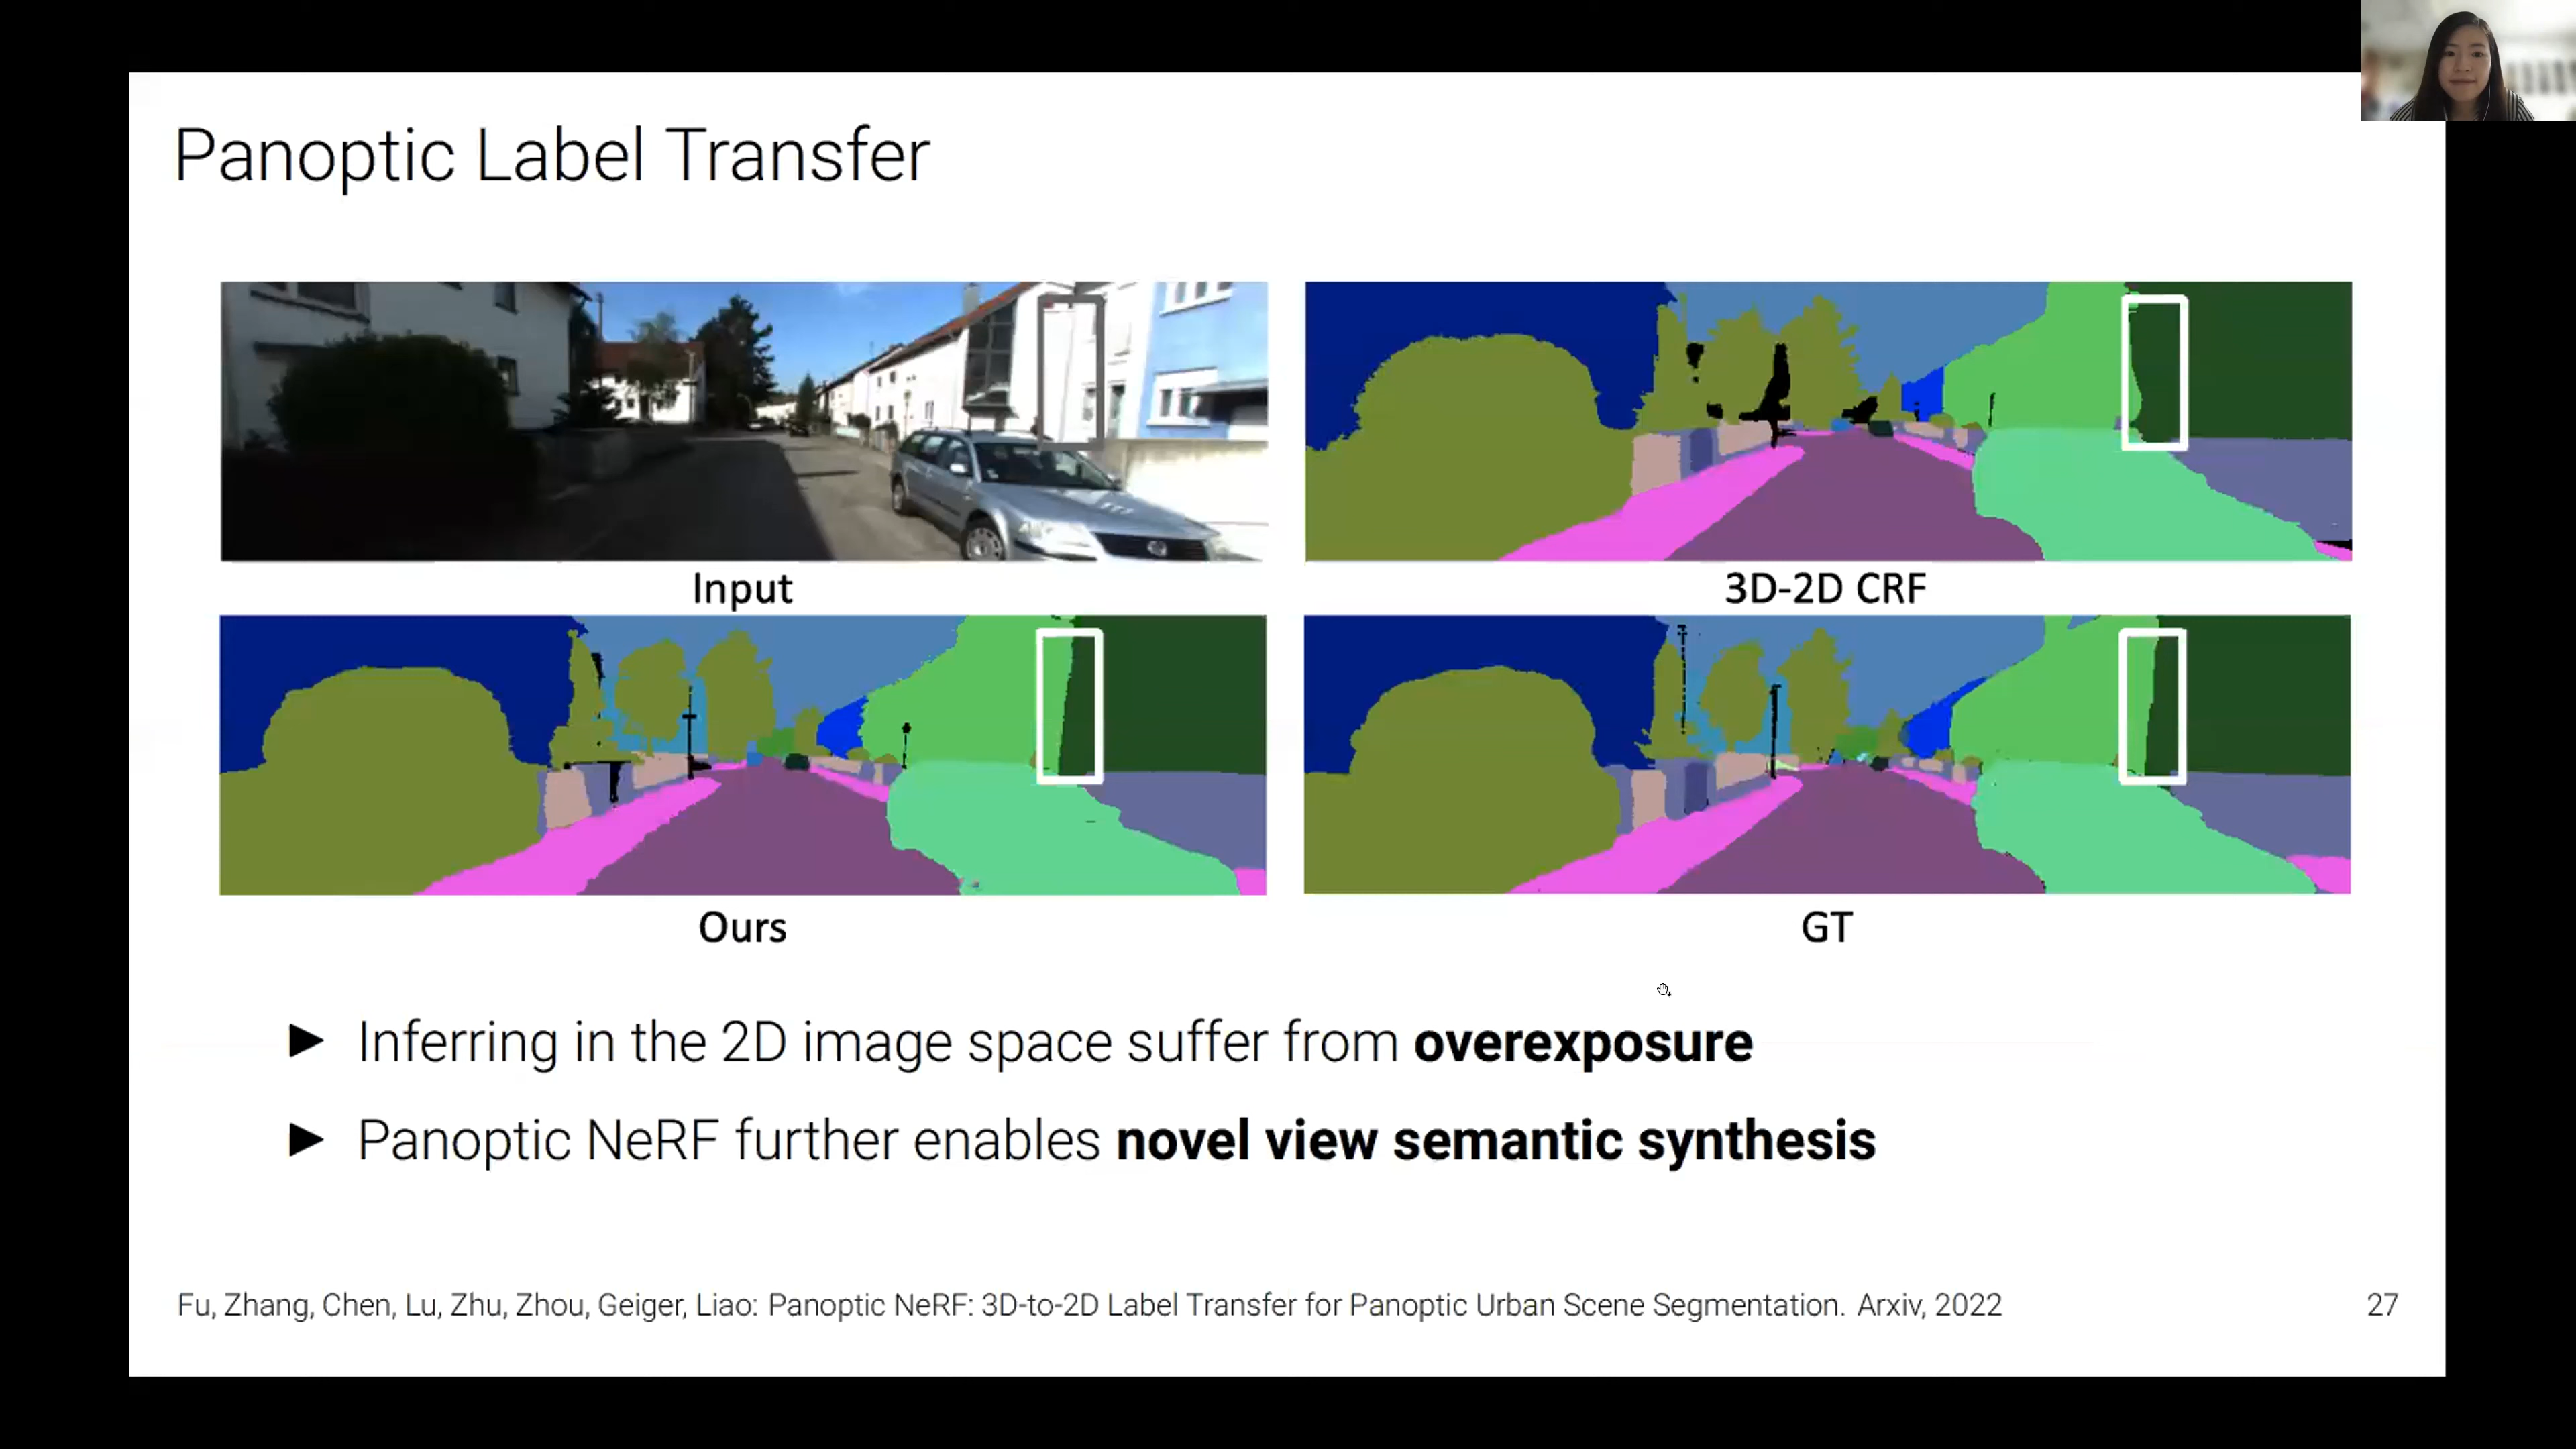 Panoptic Label Transfer
Input
3D-2D CRF
Ours
GT
► Inferring in the 2D image space suffer from overexposure
► Panoptic NeRF further enables novel view semantic synthesis
Fu, Zhang, Chen, Lu, Zhu, Zhou, Geiger, Liao: Panoptic NeRF: 3D-to-2D Label Transfer for Panoptic Urban Scene Segmentation. Arxiv, 2022
27